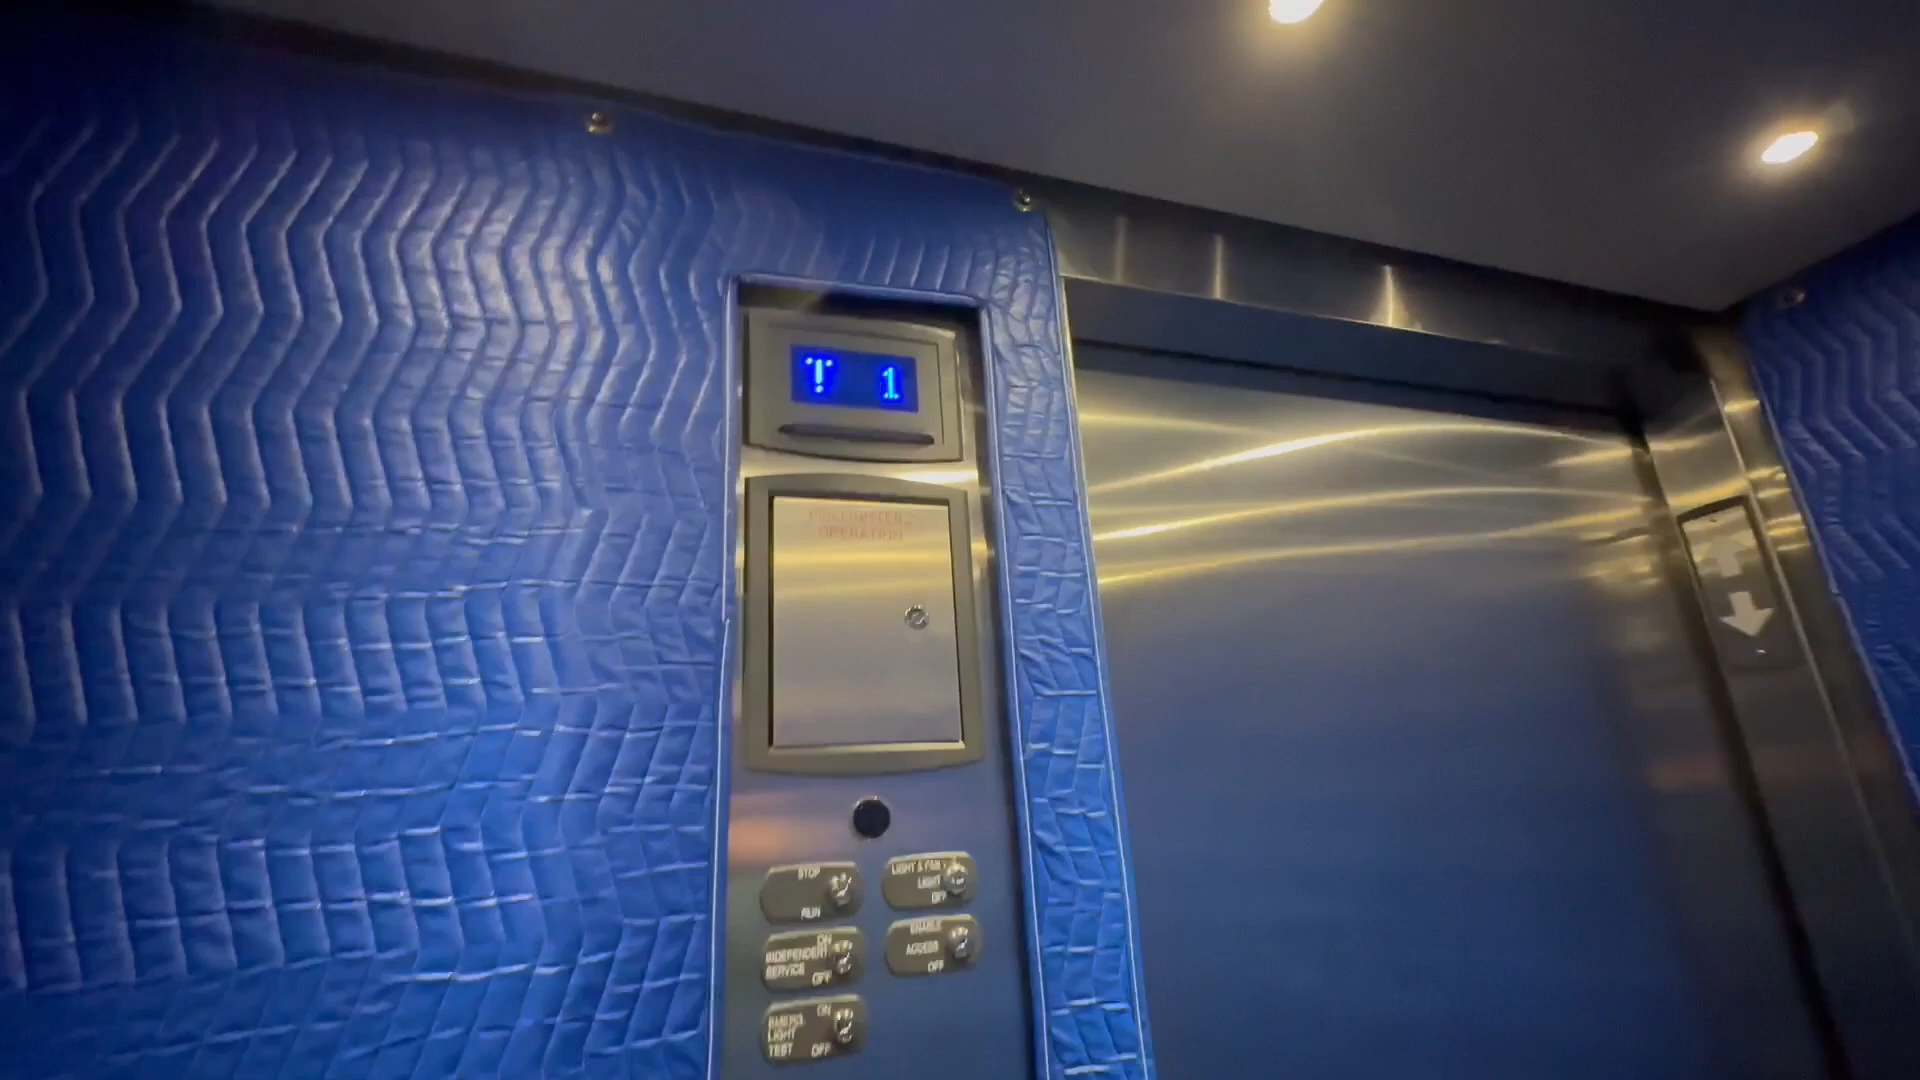 1
FIREFIGHTERS'
OPERATION
STOP
RUN
LIGHT & FAN
LIGHT
OFF
ON
INDEPENDENT
SERVICE
OFF
ENABLE
ACCESS
OFF
ON
EMERG.
LIGHT
TEST
OFF